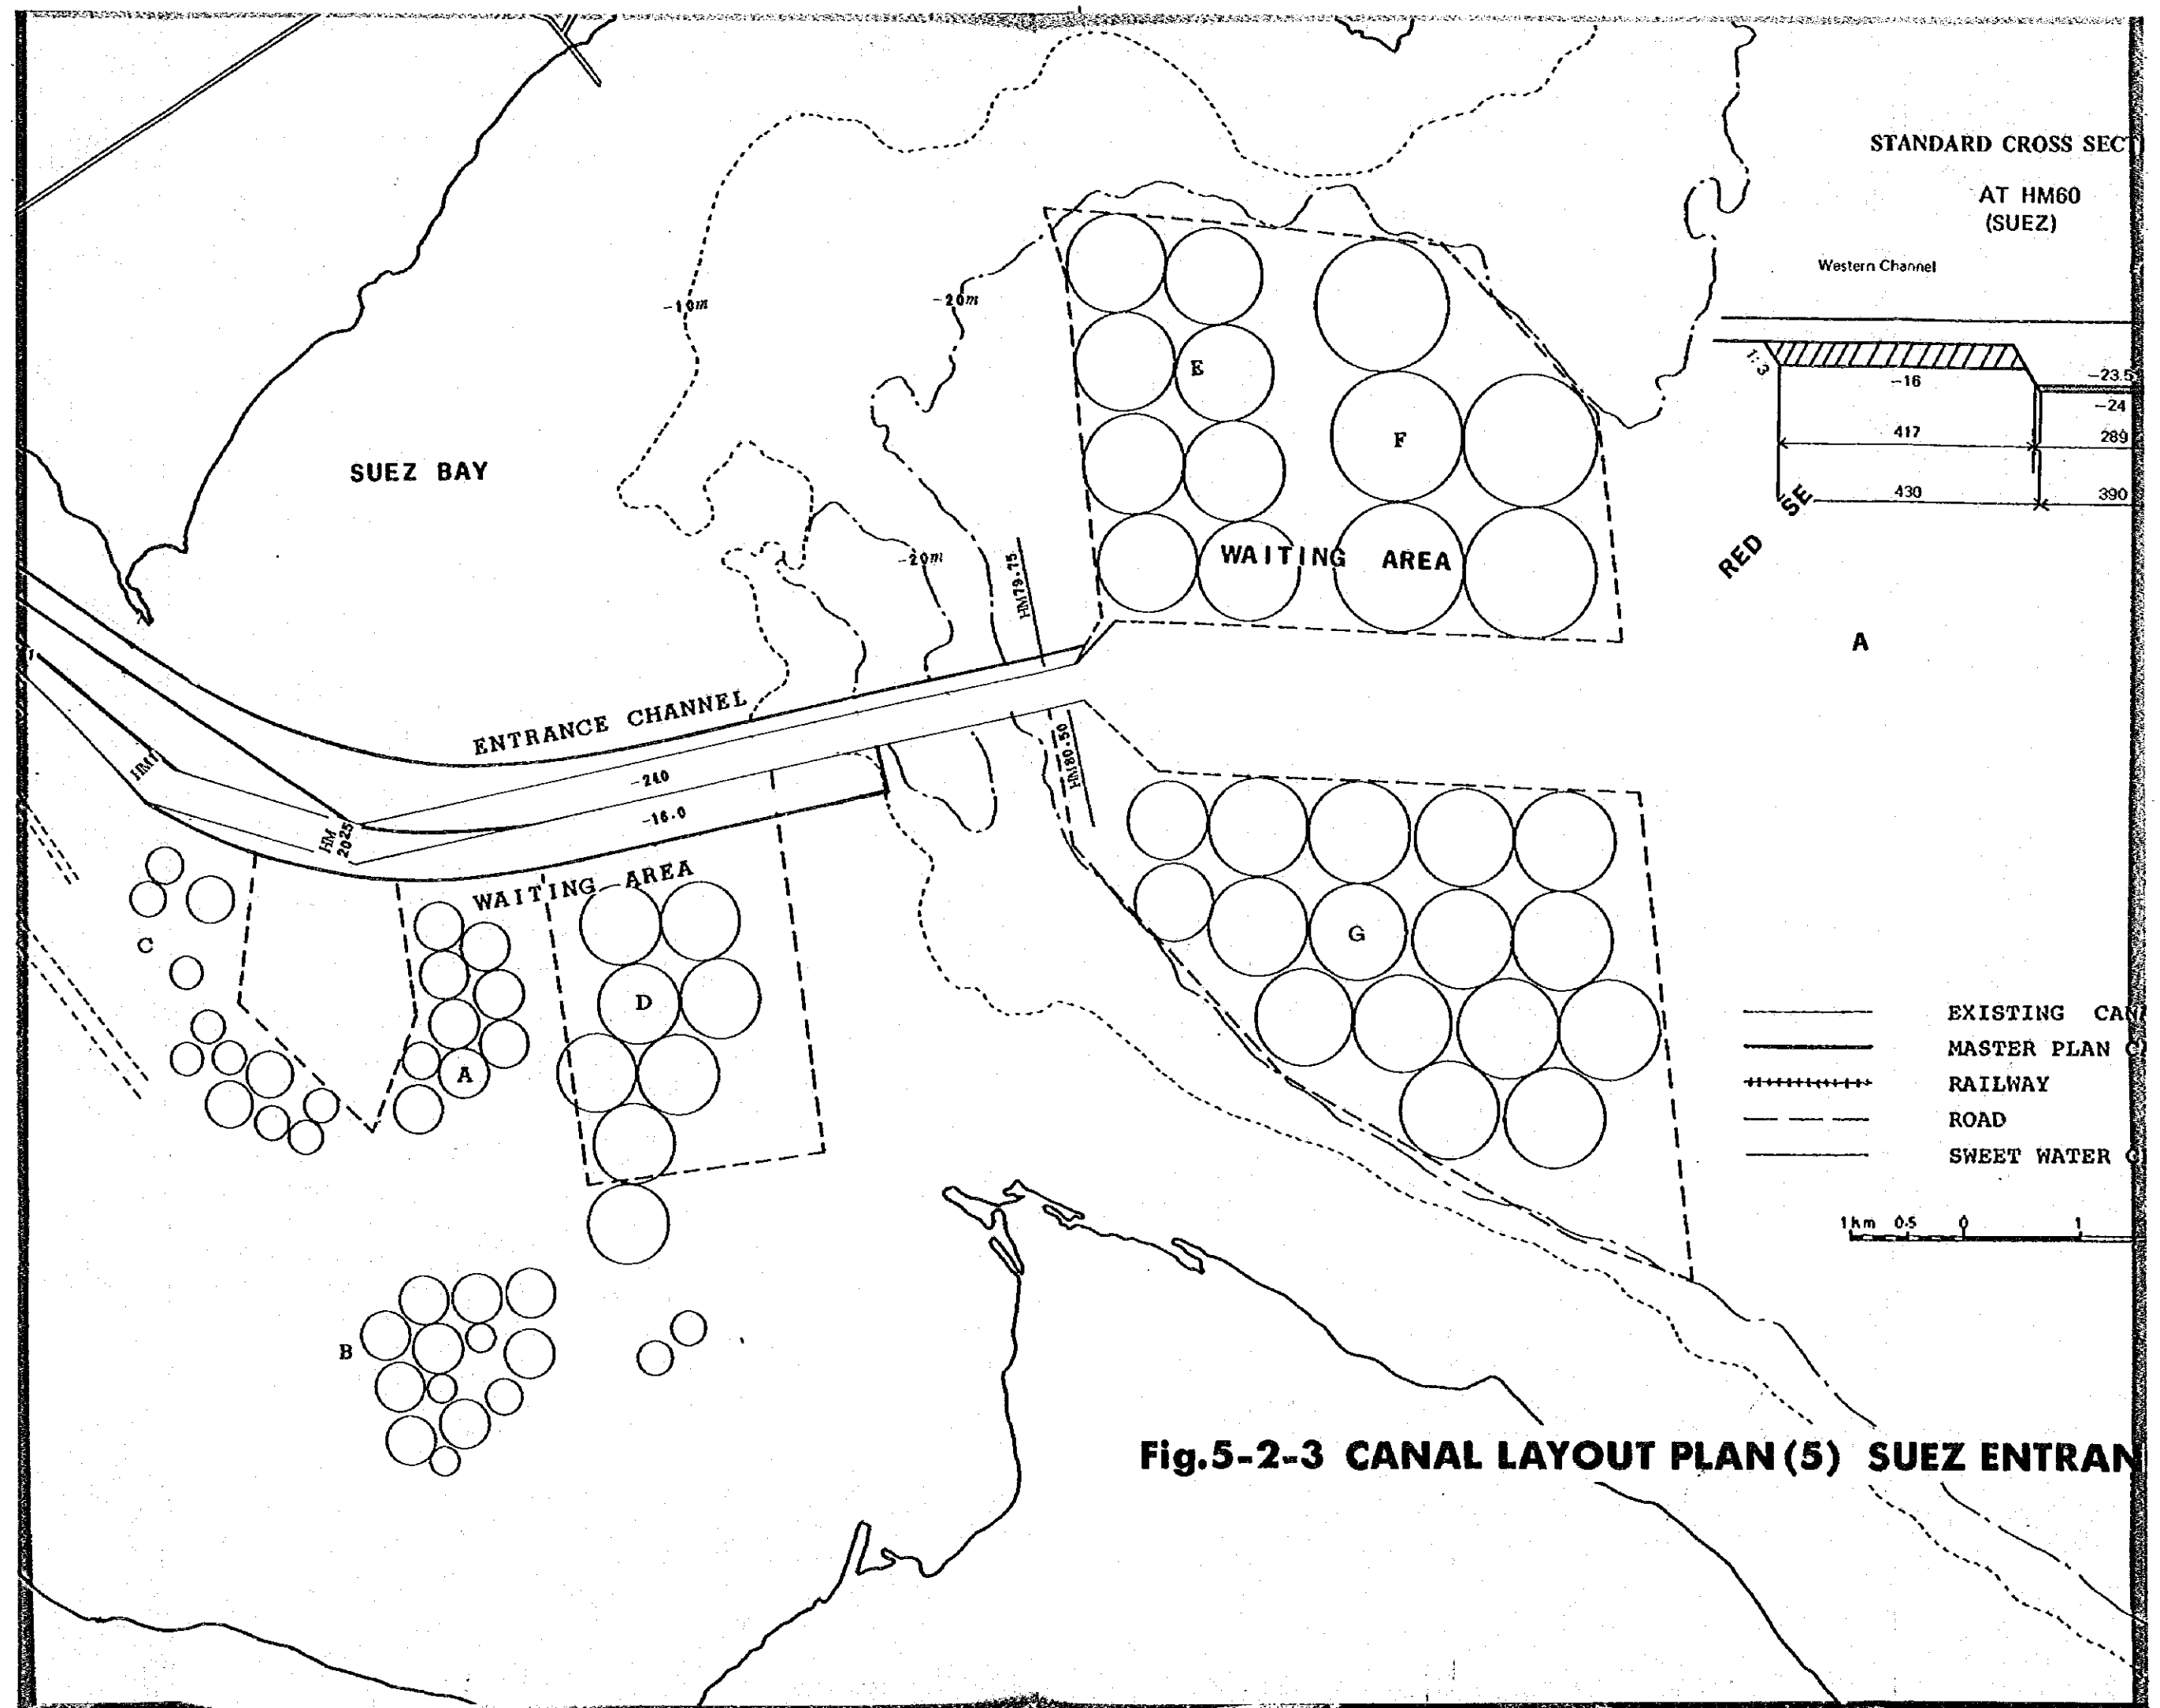 STANDARD CROSS SECT
AT HM60
(SUEZ)
Western Channel
1:3
-16
-23.5
-24
417
289
430
390
-10m
-20m
E
F
SUEZ BAY
WAITING AREA
-20m
HM79.75
RED SE
A
ENTRANCE CHANNEL
-240
-16.0
HM80.50
HM
2025
WAITING AREA
C
D
A
G
B
EXISTING CAN
MASTER PLAN C
RAILWAY
ROAD
SWEET WATER C
1km 0.5 0 1
Fig.5-2-3 CANAL LAYOUT PLAN(5) SUEZ ENTRAN